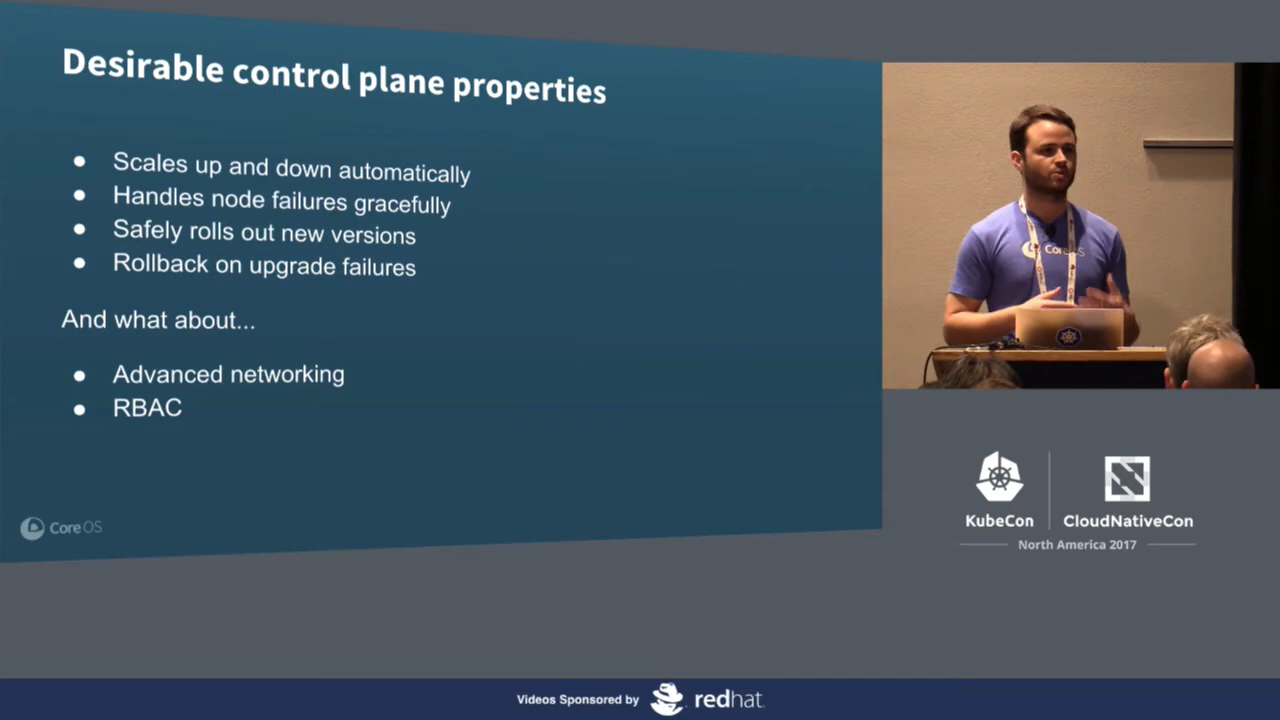 Desirable control plane properties
● Scales up and down automatically
● Handles node failures gracefully
● Safely rolls out new versions
● Rollback on upgrade failures
And what about...
● Advanced networking
● RBAC
CoreOS
CoreOS
KubeCon
CloudNativeCon
North America 2017
Videos Sponsored by redhat